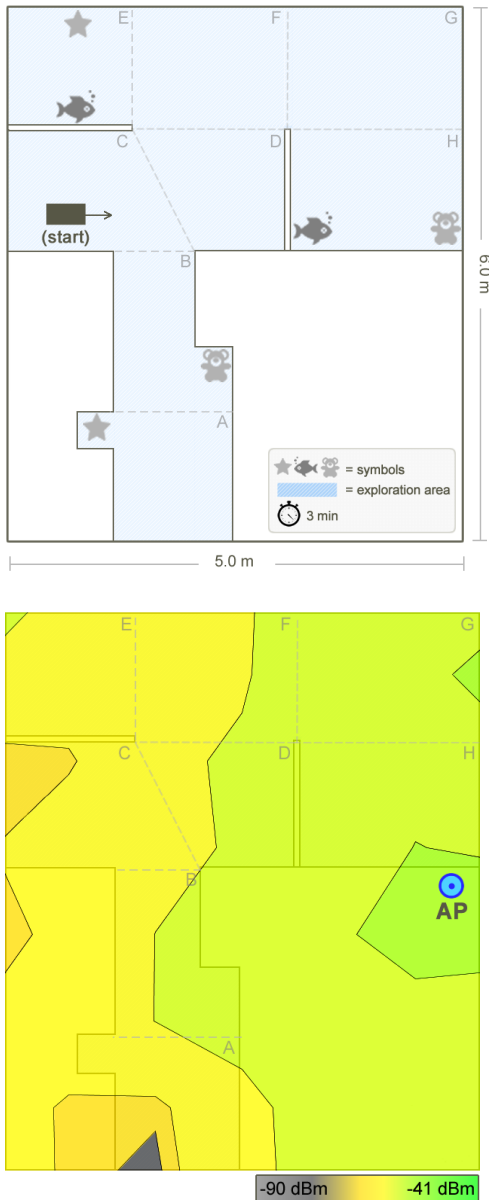 E F G
C D H
(start)
B
6.0 m
A
= symbols
= exploration area
3 min
5.0 m
E F G
C D H
B
AP
A
-90 dBm -41 dBm